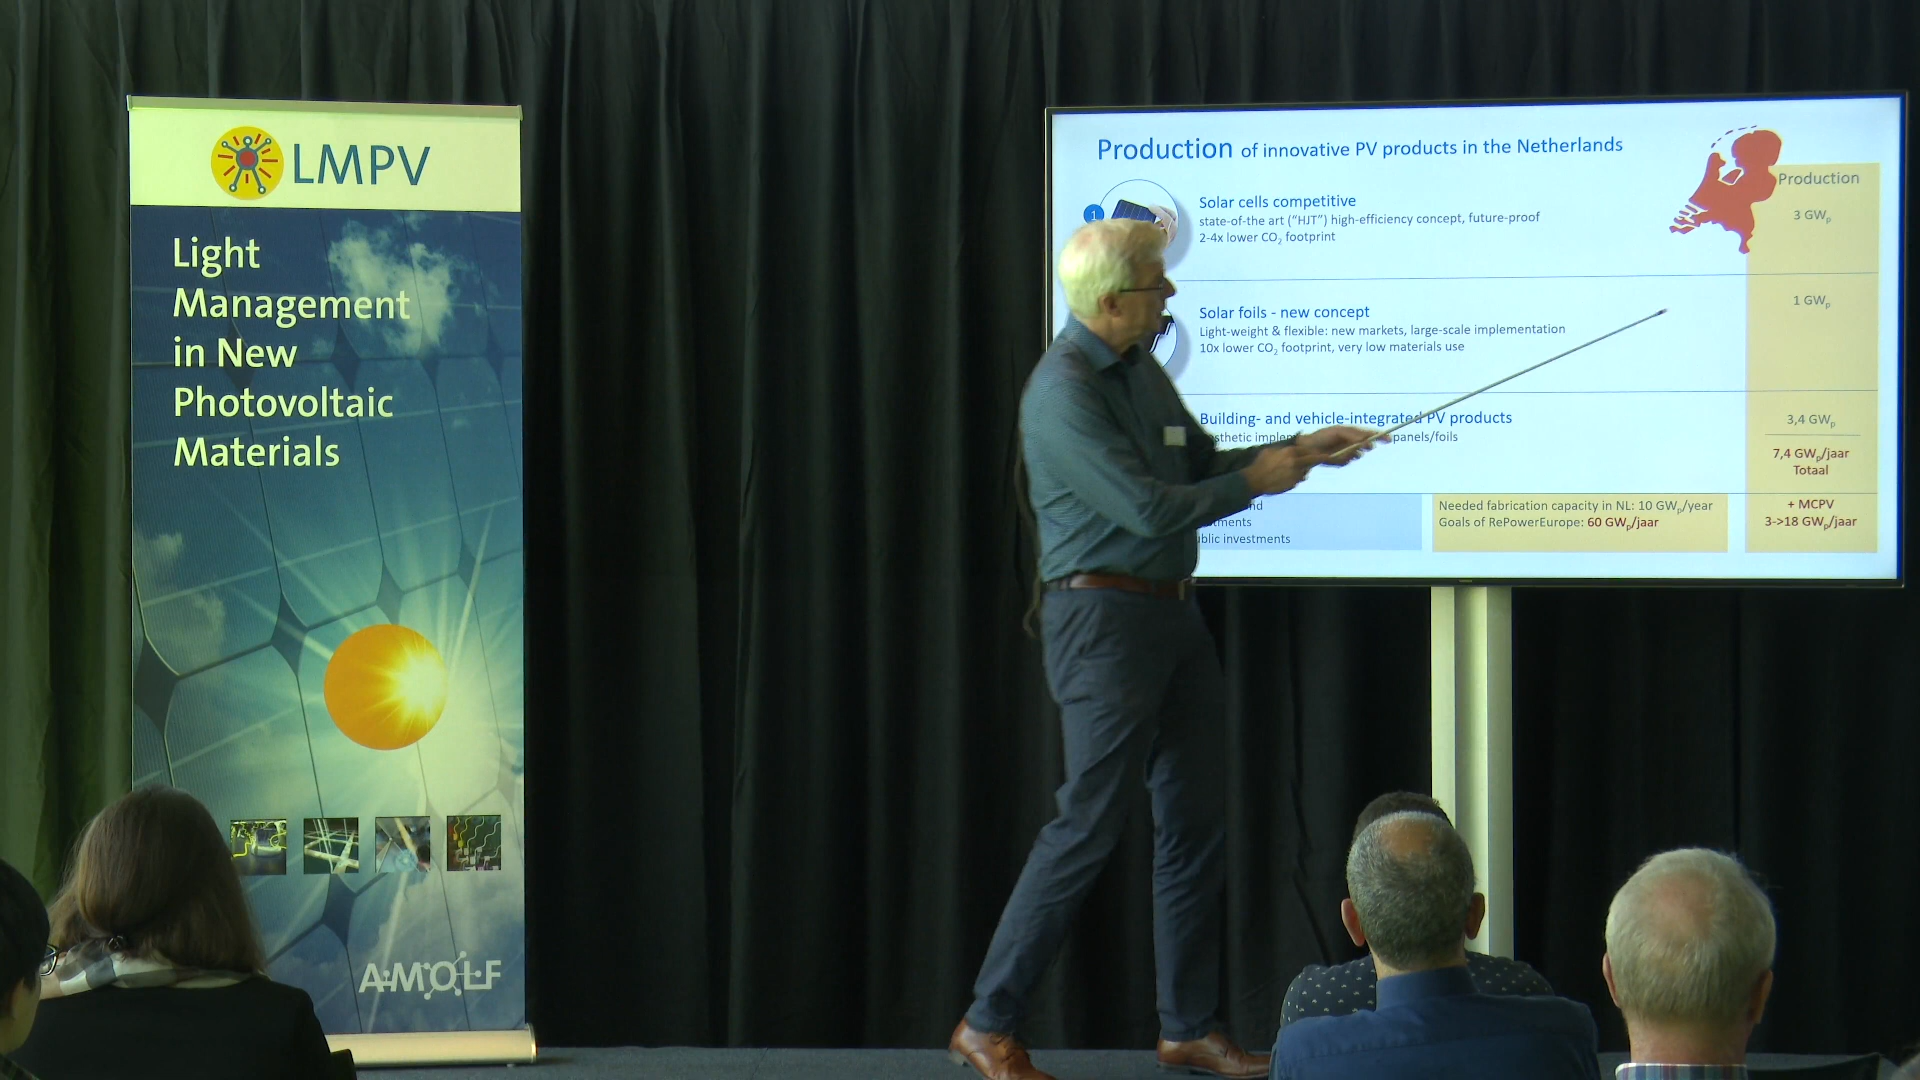 LMPV
Light
Management
in New
Photovoltaic
Materials
AMOLF
Production of innovative PV products in the Netherlands
Production
1
Solar cells competitive
state-of-the art ("HJT") high-efficiency concept, future-proof
2-4x lower CO2 footprint
3 GWp
Solar foils - new concept
Light-weight & flexible: new markets, large-scale implementation
10x lower CO2 footprint, very low materials use
1 GWp
Building- and vehicle-integrated PV products
panels/foils
3,4 GWp
7,4 GWp/jaar
Totaal
public investments
Needed fabrication capacity in NL: 10 GWp/year
Goals of RePowerEurope: 60 GWp/jaar
+ MCPV
3->18 GWp/jaar